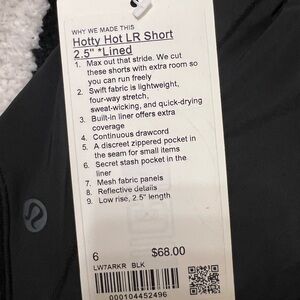 WHY WE MADE THIS
Hotty Hot LR Short
2.5" *Lined
1. Max out that stride. We cut
these shorts with extra room so
you can run freely
2. Swift fabric is lightweight,
four-way stretch,
sweat-wicking, and quick-drying
3. Built-in liner offers extra
coverage
4. Continuous drawcord
5. A discreet zippered pocket in
the seam for small items
6. Secret stash pocket in the
liner
7. Mesh fabric panels
8. Reflective details
9. Low rise, 2.5" length
6 $68.00
LW7ARKR BLK
000104452496